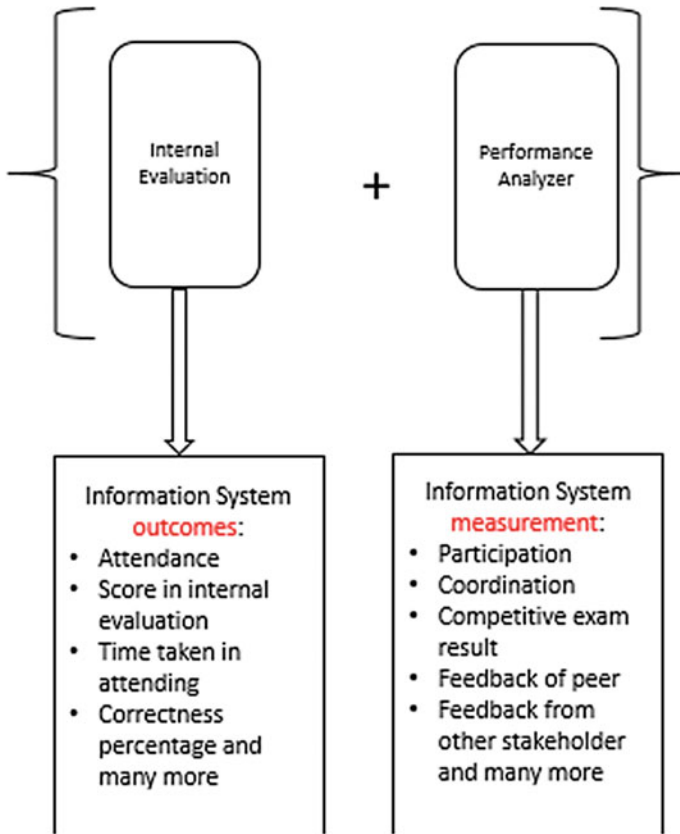 Internal
Evaluation
+
Performance
Analyzer
Information System
outcomes:
• Attendance
• Score in internal
evaluation
• Time taken in
attending
• Correctness
percentage and
many more
Information System
measurement:
• Participation
• Coordination
• Competitive exam
result
• Feedback of peer
• Feedback from
other stakeholder
and many more